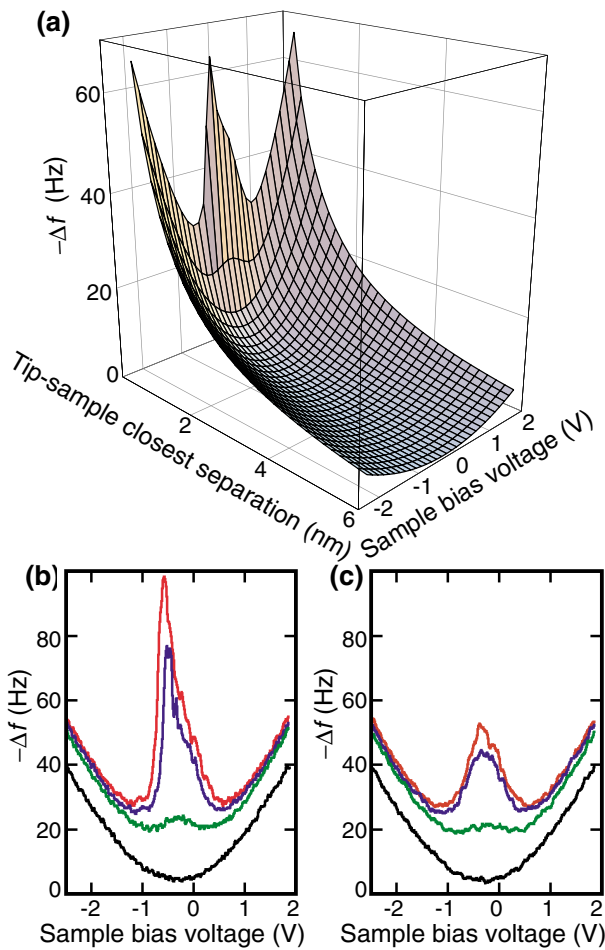 (a)
60
40
20
0
−Δf (Hz)
2
4
6
Tip-sample closest separation (nm)
-2
-1
0
1
2
Sample bias voltage (V)
(b)
80
60
40
20
0
−Δf (Hz)
-2 -1 0 1 2
Sample bias voltage (V)
(c)
80
60
40
20
0
−Δf (Hz)
-2 -1 0 1 2
Sample bias voltage (V)